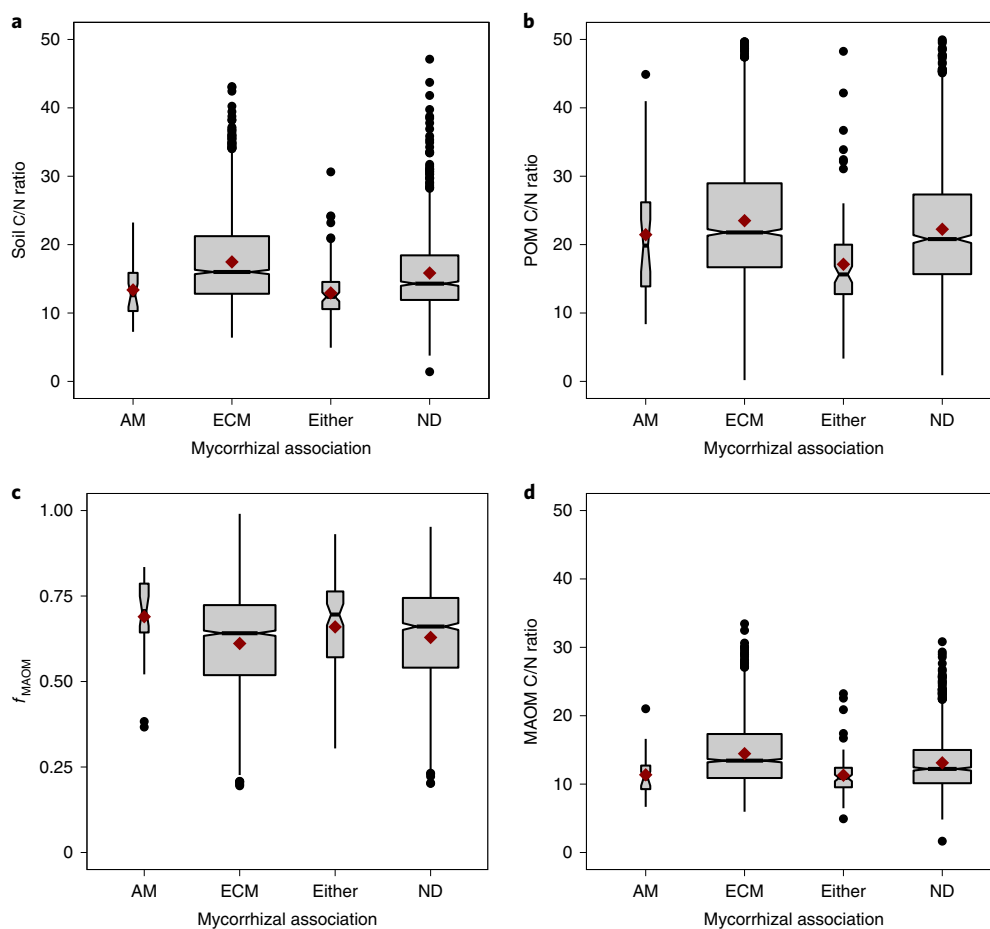 a
50
40
30
20
10
0
Soil C/N ratio
AM ECM Either ND
Mycorrhizal association
b
50
40
30
20
10
0
POM C/N ratio
AM ECM Either ND
Mycorrhizal association
c
1.00
0.75
0.50
0.25
0
fMAOM
AM ECM Either ND
Mycorrhizal association
d
50
40
30
20
10
0
MAOM C/N ratio
AM ECM Either ND
Mycorrhizal association